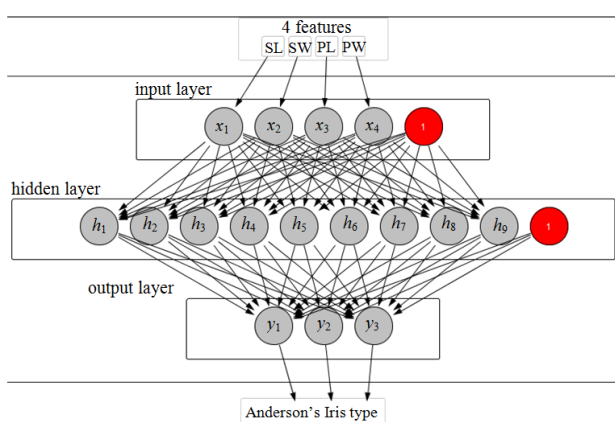 4 features
SL SW PL PW
input layer
x1 x2 x3 x4 1
hidden layer
h1 h2 h3 h4 h5 h6 h7 h8 h9 1
output layer
y1 y2 y3
Anderson's Iris type